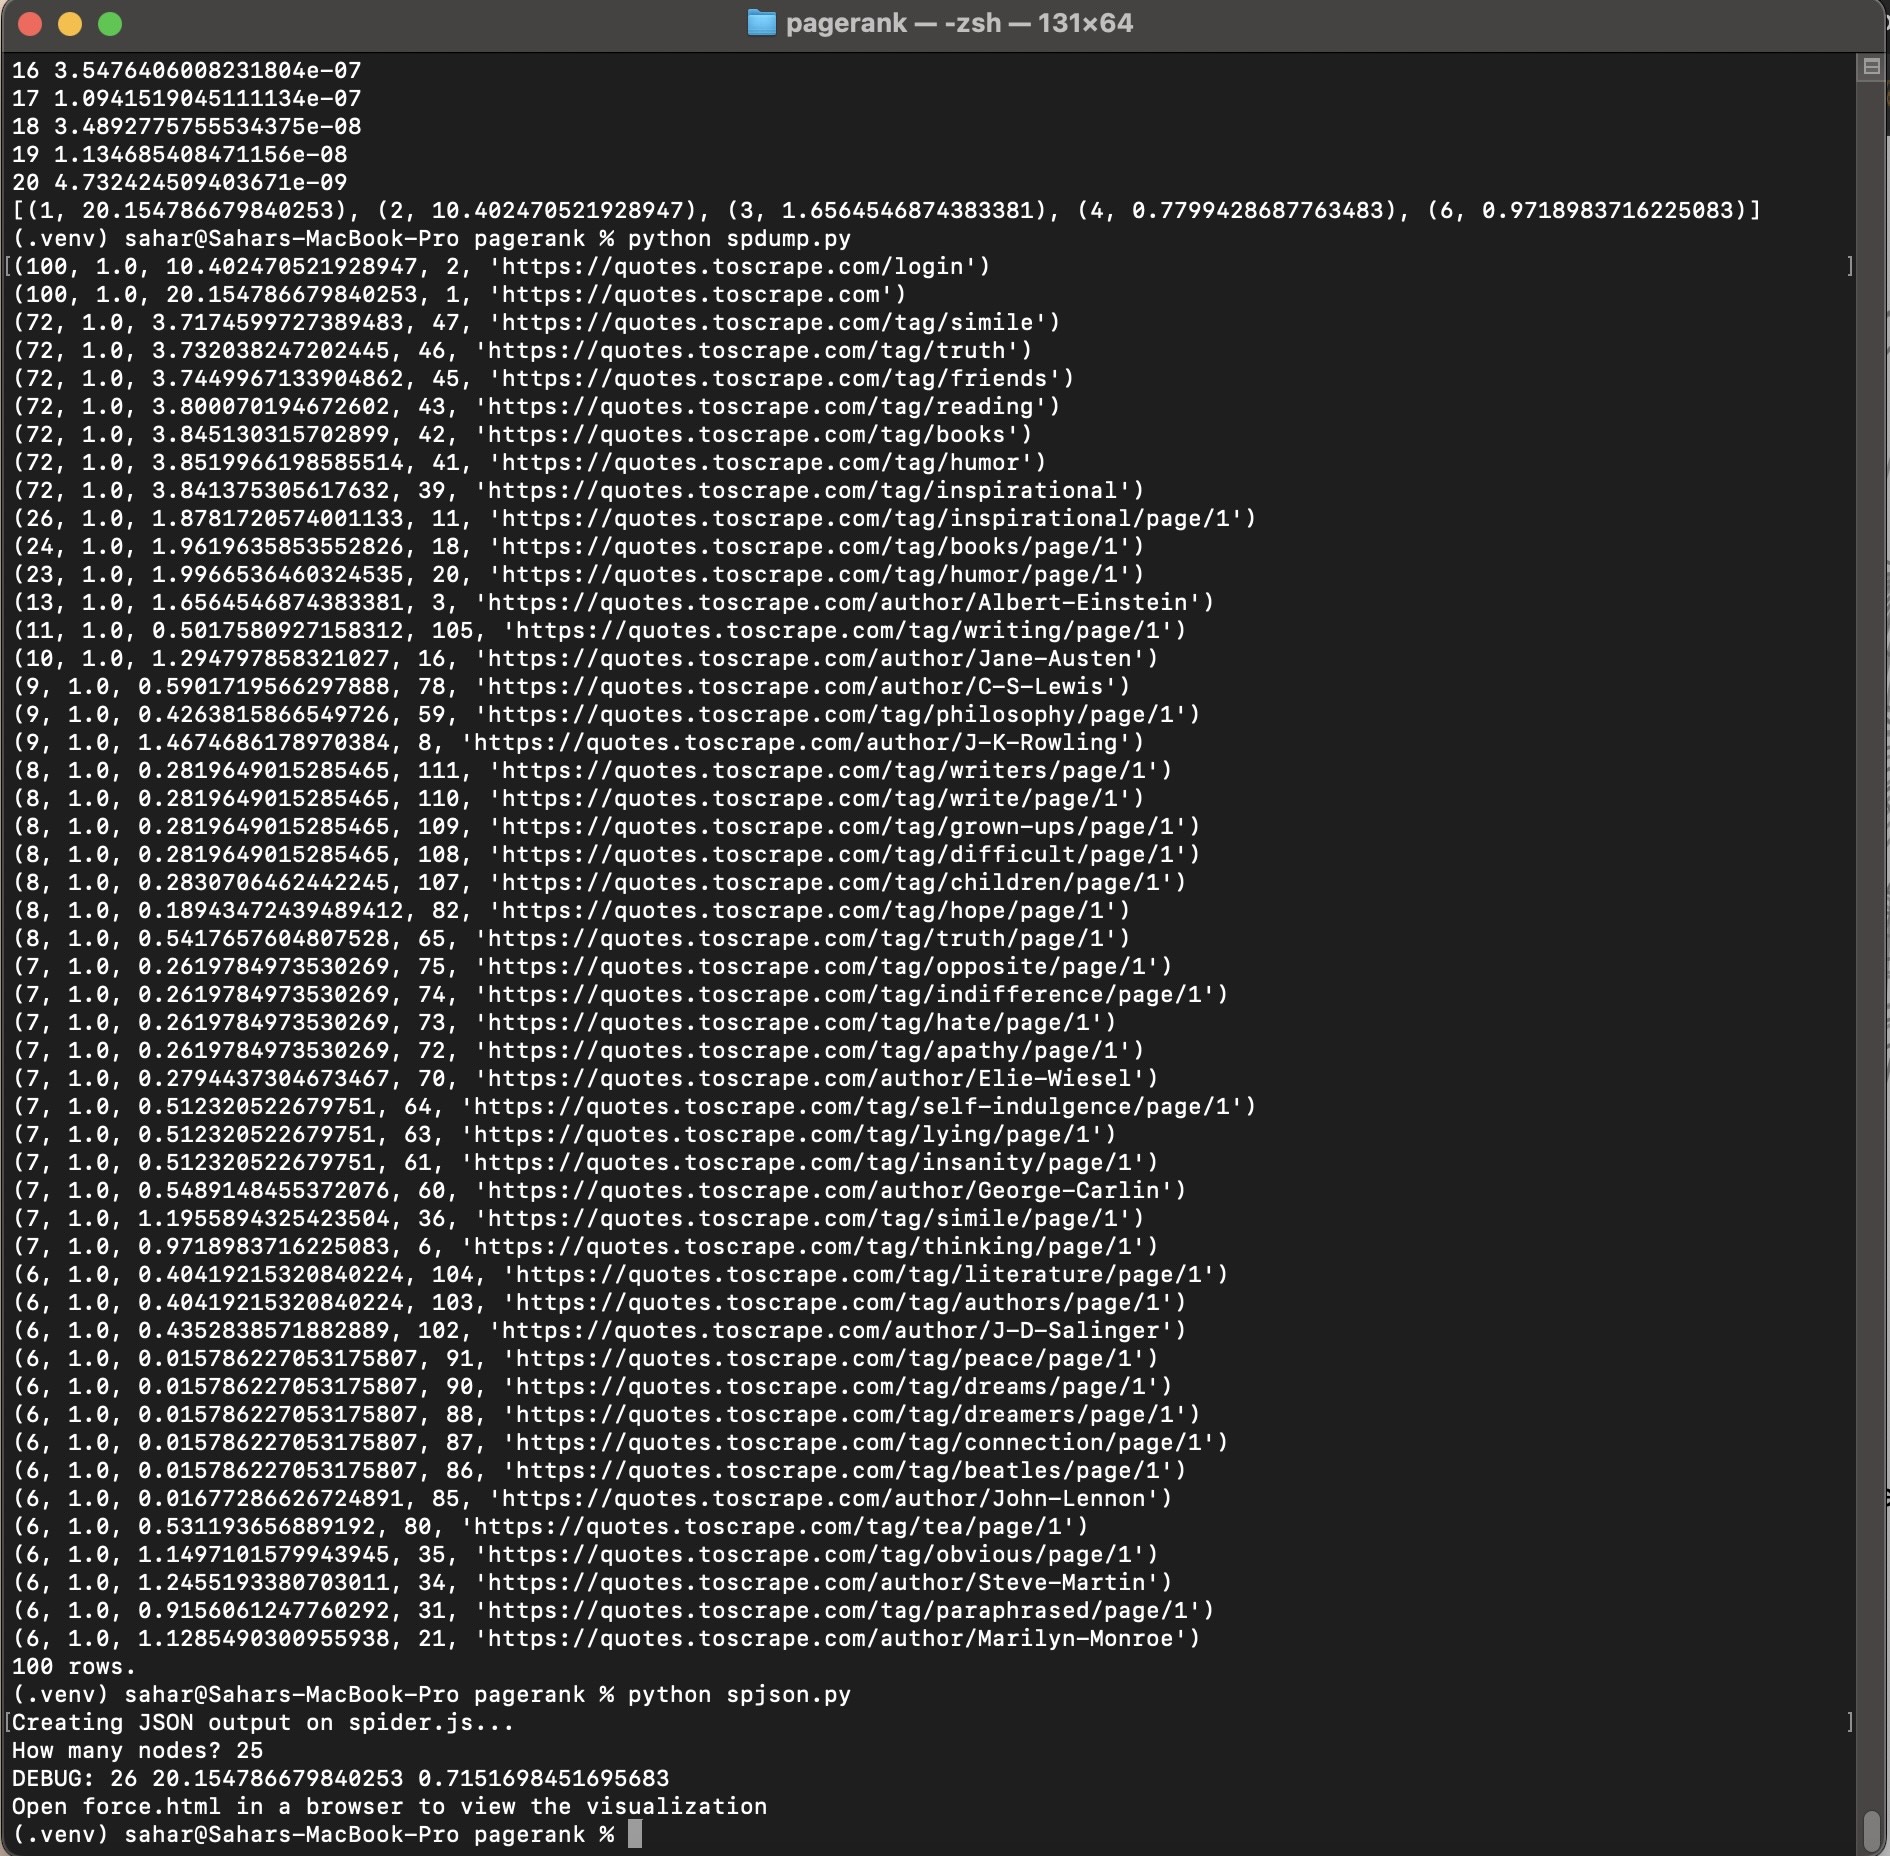 pagerank — -zsh — 131×64
16 3.5476406008231804e-07
17 1.0941519045111134e-07
18 3.4892775755534375e-08
19 1.134685408471156e-08
20 4.732424509403671e-09
[(1, 20.154786679840253), (2, 10.402470521928947), (3, 1.6564546874383381), (4, 0.7799428687763483), (6, 0.9718983716225083)]
(.venv) sahar@Sahars-MacBook-Pro pagerank % python spdump.py
[(100, 1.0, 10.402470521928947, 2, 'https://quotes.toscrape.com/login') ]
(100, 1.0, 20.154786679840253, 1, 'https://quotes.toscrape.com')
(72, 1.0, 3.7174599727389483, 47, 'https://quotes.toscrape.com/tag/simile')
(72, 1.0, 3.732038247202445, 46, 'https://quotes.toscrape.com/tag/truth')
(72, 1.0, 3.7449967133904862, 45, 'https://quotes.toscrape.com/tag/friends')
(72, 1.0, 3.800070194672602, 43, 'https://quotes.toscrape.com/tag/reading')
(72, 1.0, 3.845130315702899, 42, 'https://quotes.toscrape.com/tag/books')
(72, 1.0, 3.8519966198585514, 41, 'https://quotes.toscrape.com/tag/humor')
(72, 1.0, 3.841375305617632, 39, 'https://quotes.toscrape.com/tag/inspirational')
(26, 1.0, 1.8781720574001133, 11, 'https://quotes.toscrape.com/tag/inspirational/page/1')
(24, 1.0, 1.9619635853552826, 18, 'https://quotes.toscrape.com/tag/books/page/1')
(23, 1.0, 1.9966536460324535, 20, 'https://quotes.toscrape.com/tag/humor/page/1')
(13, 1.0, 1.6564546874383381, 3, 'https://quotes.toscrape.com/author/Albert-Einstein')
(11, 1.0, 0.5017580927158312, 105, 'https://quotes.toscrape.com/tag/writing/page/1')
(10, 1.0, 1.294797858321027, 16, 'https://quotes.toscrape.com/author/Jane-Austen')
(9, 1.0, 0.5901719566297888, 78, 'https://quotes.toscrape.com/author/C-S-Lewis')
(9, 1.0, 0.4263815866549726, 59, 'https://quotes.toscrape.com/tag/philosophy/page/1')
(9, 1.0, 1.4674686178970384, 8, 'https://quotes.toscrape.com/author/J-K-Rowling')
(8, 1.0, 0.2819649015285465, 111, 'https://quotes.toscrape.com/tag/writers/page/1')
(8, 1.0, 0.2819649015285465, 110, 'https://quotes.toscrape.com/tag/write/page/1')
(8, 1.0, 0.2819649015285465, 109, 'https://quotes.toscrape.com/tag/grown-ups/page/1')
(8, 1.0, 0.2819649015285465, 108, 'https://quotes.toscrape.com/tag/difficult/page/1')
(8, 1.0, 0.2830706462442245, 107, 'https://quotes.toscrape.com/tag/children/page/1')
(8, 1.0, 0.18943472439489412, 82, 'https://quotes.toscrape.com/tag/hope/page/1')
(8, 1.0, 0.5417657604807528, 65, 'https://quotes.toscrape.com/tag/truth/page/1')
(7, 1.0, 0.2619784973530269, 75, 'https://quotes.toscrape.com/tag/opposite/page/1')
(7, 1.0, 0.2619784973530269, 74, 'https://quotes.toscrape.com/tag/indifference/page/1')
(7, 1.0, 0.2619784973530269, 73, 'https://quotes.toscrape.com/tag/hate/page/1')
(7, 1.0, 0.2619784973530269, 72, 'https://quotes.toscrape.com/tag/apathy/page/1')
(7, 1.0, 0.2794437304673467, 70, 'https://quotes.toscrape.com/author/Elie-Wiesel')
(7, 1.0, 0.512320522679751, 64, 'https://quotes.toscrape.com/tag/self-indulgence/page/1')
(7, 1.0, 0.512320522679751, 63, 'https://quotes.toscrape.com/tag/lying/page/1')
(7, 1.0, 0.512320522679751, 61, 'https://quotes.toscrape.com/tag/insanity/page/1')
(7, 1.0, 0.5489148455372076, 60, 'https://quotes.toscrape.com/author/George-Carlin')
(7, 1.0, 1.1955894325423504, 36, 'https://quotes.toscrape.com/tag/simile/page/1')
(7, 1.0, 0.9718983716225083, 6, 'https://quotes.toscrape.com/tag/thinking/page/1')
(6, 1.0, 0.40419215320840224, 104, 'https://quotes.toscrape.com/tag/literature/page/1')
(6, 1.0, 0.40419215320840224, 103, 'https://quotes.toscrape.com/tag/authors/page/1')
(6, 1.0, 0.4352838571882889, 102, 'https://quotes.toscrape.com/author/J-D-Salinger')
(6, 1.0, 0.015786227053175807, 91, 'https://quotes.toscrape.com/tag/peace/page/1')
(6, 1.0, 0.015786227053175807, 90, 'https://quotes.toscrape.com/tag/dreams/page/1')
(6, 1.0, 0.015786227053175807, 88, 'https://quotes.toscrape.com/tag/dreamers/page/1')
(6, 1.0, 0.015786227053175807, 87, 'https://quotes.toscrape.com/tag/connection/page/1')
(6, 1.0, 0.015786227053175807, 86, 'https://quotes.toscrape.com/tag/beatles/page/1')
(6, 1.0, 0.01677286626724891, 85, 'https://quotes.toscrape.com/author/John-Lennon')
(6, 1.0, 0.531193656889192, 80, 'https://quotes.toscrape.com/tag/tea/page/1')
(6, 1.0, 1.1497101579943945, 35, 'https://quotes.toscrape.com/tag/obvious/page/1')
(6, 1.0, 1.2455193380703011, 34, 'https://quotes.toscrape.com/author/Steve-Martin')
(6, 1.0, 0.9156061247760292, 31, 'https://quotes.toscrape.com/tag/paraphrased/page/1')
(6, 1.0, 1.1285490300955938, 21, 'https://quotes.toscrape.com/author/Marilyn-Monroe')
100 rows.
(.venv) sahar@Sahars-MacBook-Pro pagerank % python spjson.py
[Creating JSON output on spider.js... ]
How many nodes? 25
DEBUG: 26 20.154786679840253 0.7151698451695683
Open force.html in a browser to view the visualization
(.venv) sahar@Sahars-MacBook-Pro pagerank %